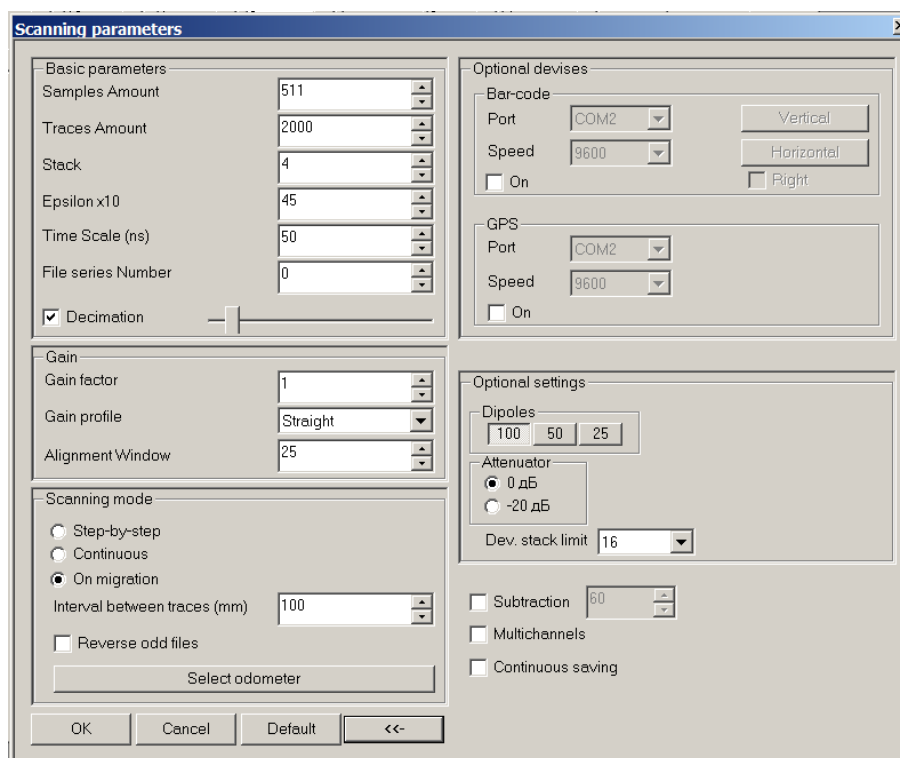 Scanning parameters
Basic parameters
Samples Amount 511
Traces Amount 2000
Stack 4
Epsilon x10 45
Time Scale (ns) 50
File series Number 0
Decimation
Gain
Gain factor 1
Gain profile Straight
Alignment Window 25
Scanning mode
Step-by-step
Continuous
On migration
Interval between traces (mm) 100
Reverse odd files
Select odometer
OK Cancel Default <<-
Optional devises
Bar-code
Port COM2 Vertical
Speed 9600 Horizontal
On Right
GPS
Port COM2
Speed 9600
On
Optional settings
Dipoles
100 50 25
Attenuator
0 дБ
-20 дБ
Dev. stack limit 16
Subtraction 60
Multichannels
Continuous saving